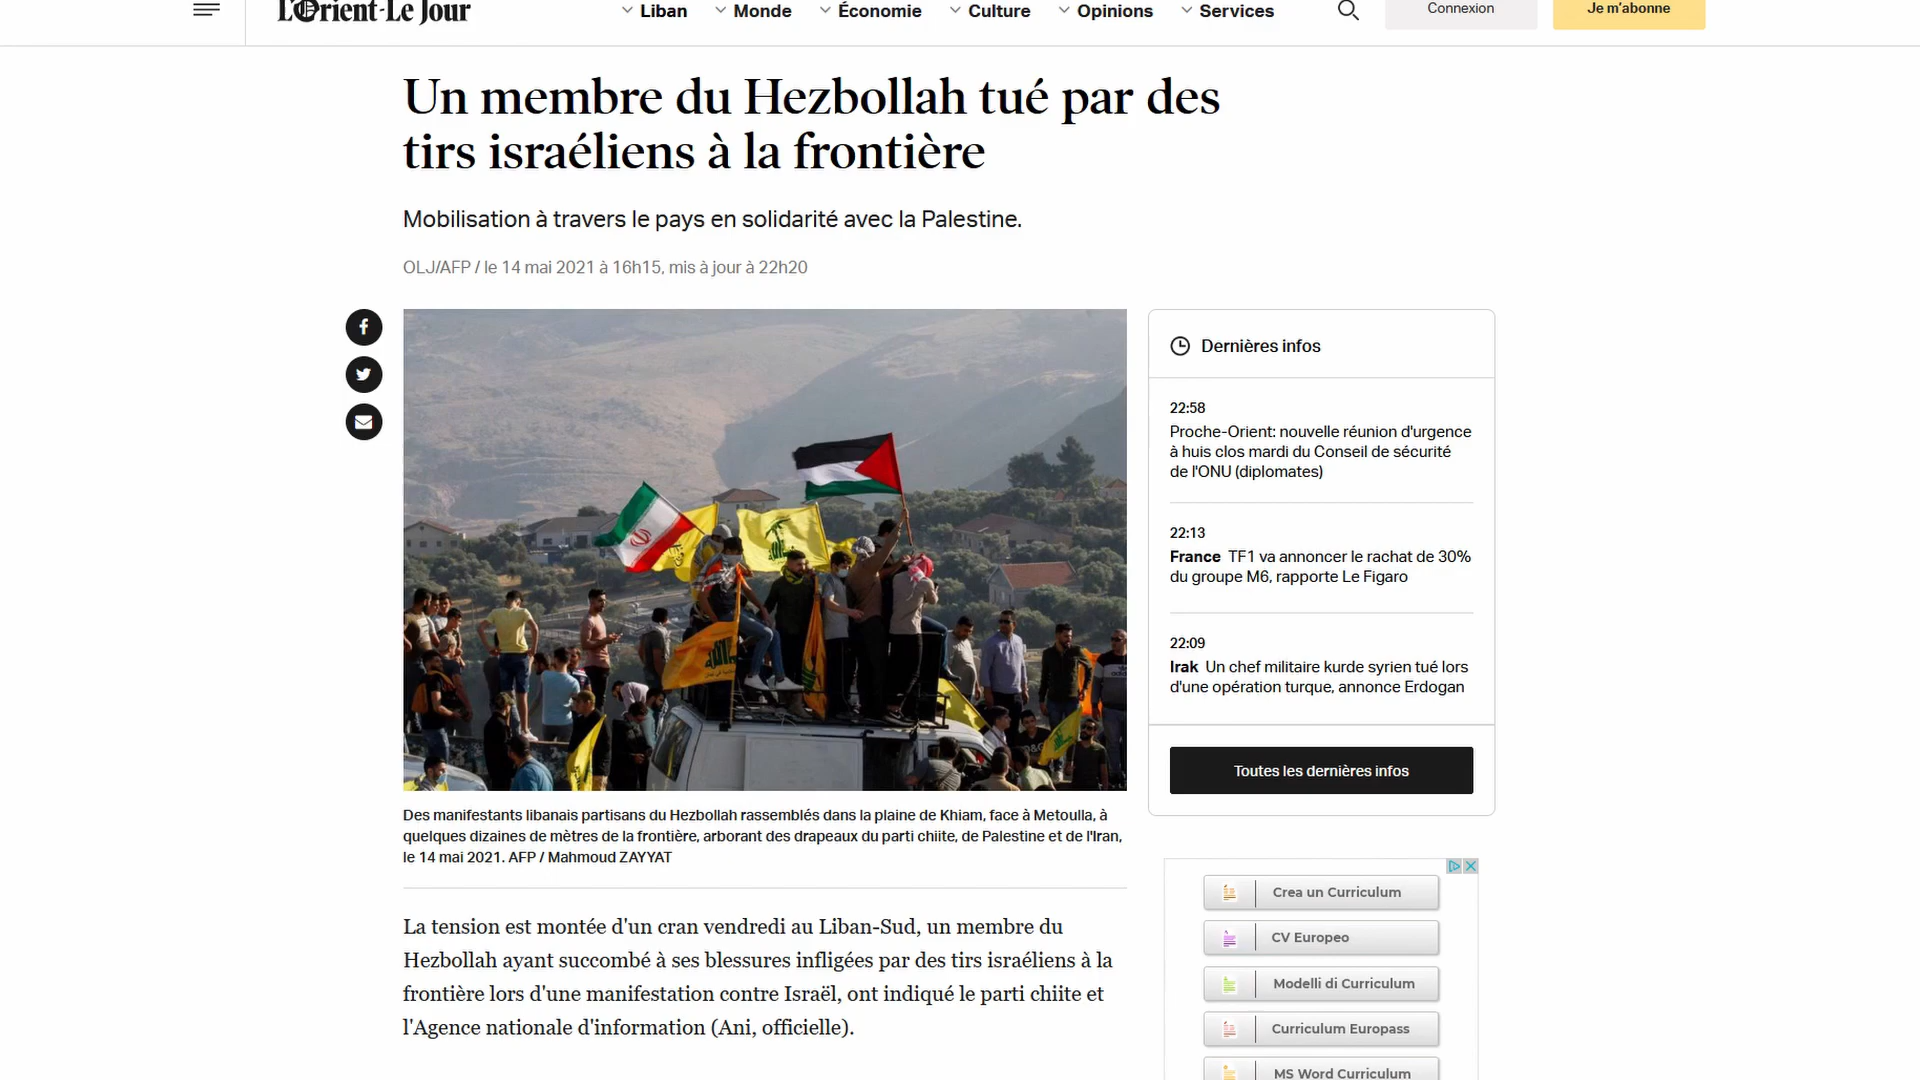 L'Orient-Le Jour
Liban
Monde
Économie
Culture
Opinions
Services
Connexion
Je m'abonne
Un membre du Hezbollah tué par des
tirs israéliens à la frontière
Mobilisation à travers le pays en solidarité avec la Palestine.
OLJ/AFP / le 14 mai 2021 à 16h15, mis à jour à 22h20
Des manifestants libanais partisans du Hezbollah rassemblés dans la plaine de Khiam, face à Metoulla, à
quelques dizaines de mètres de la frontière, arborant des drapeaux du parti chiite, de Palestine et de l'Iran,
le 14 mai 2021. AFP / Mahmoud ZAYYAT
La tension est montée d'un cran vendredi au Liban-Sud, un membre du
Hezbollah ayant succombé à ses blessures infligées par des tirs israéliens à la
frontière lors d'une manifestation contre Israël, ont indiqué le parti chiite et
l'Agence nationale d'information (Ani, officielle).
Dernières infos
22:58
Proche-Orient: nouvelle réunion d'urgence
à huis clos mardi du Conseil de sécurité
de l'ONU (diplomates)
22:13
France TF1 va annoncer le rachat de 30%
du groupe M6, rapporte Le Figaro
22:09
Irak Un chef militaire kurde syrien tué lors
d'une opération turque, annonce Erdogan
Toutes les dernières infos
Crea un Curriculum
CV Europeo
Modelli di Curriculum
Curriculum Europass
MS Word Curriculum